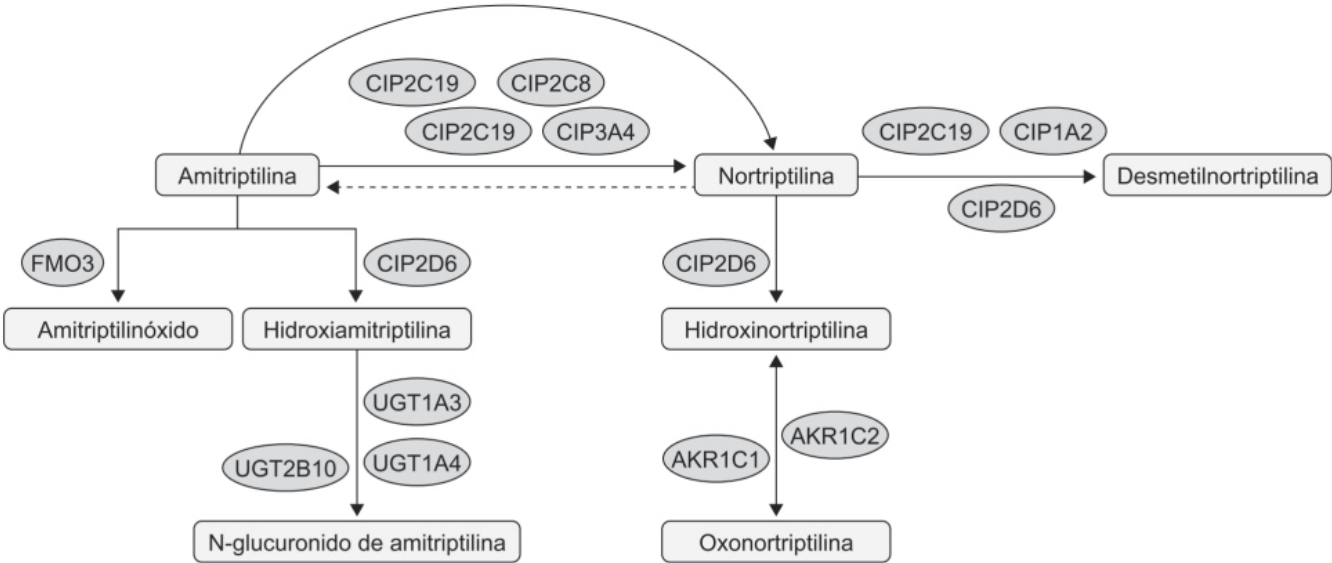 CIP2C19
CIP2C8
CIP2C19
CIP3A4
CIP2C19
CIP1A2
Amitriptilina
Nortriptilina
Desmetilnortriptilina
CIP2D6
FMO3
CIP2D6
CIP2D6
Amitriptilinóxido
Hidroxiamitriptilina
Hidroxinortriptilina
UGT1A3
UGT2B10
UGT1A4
AKR1C1
AKR1C2
N-glucuronido de amitriptilina
Oxonortriptilina